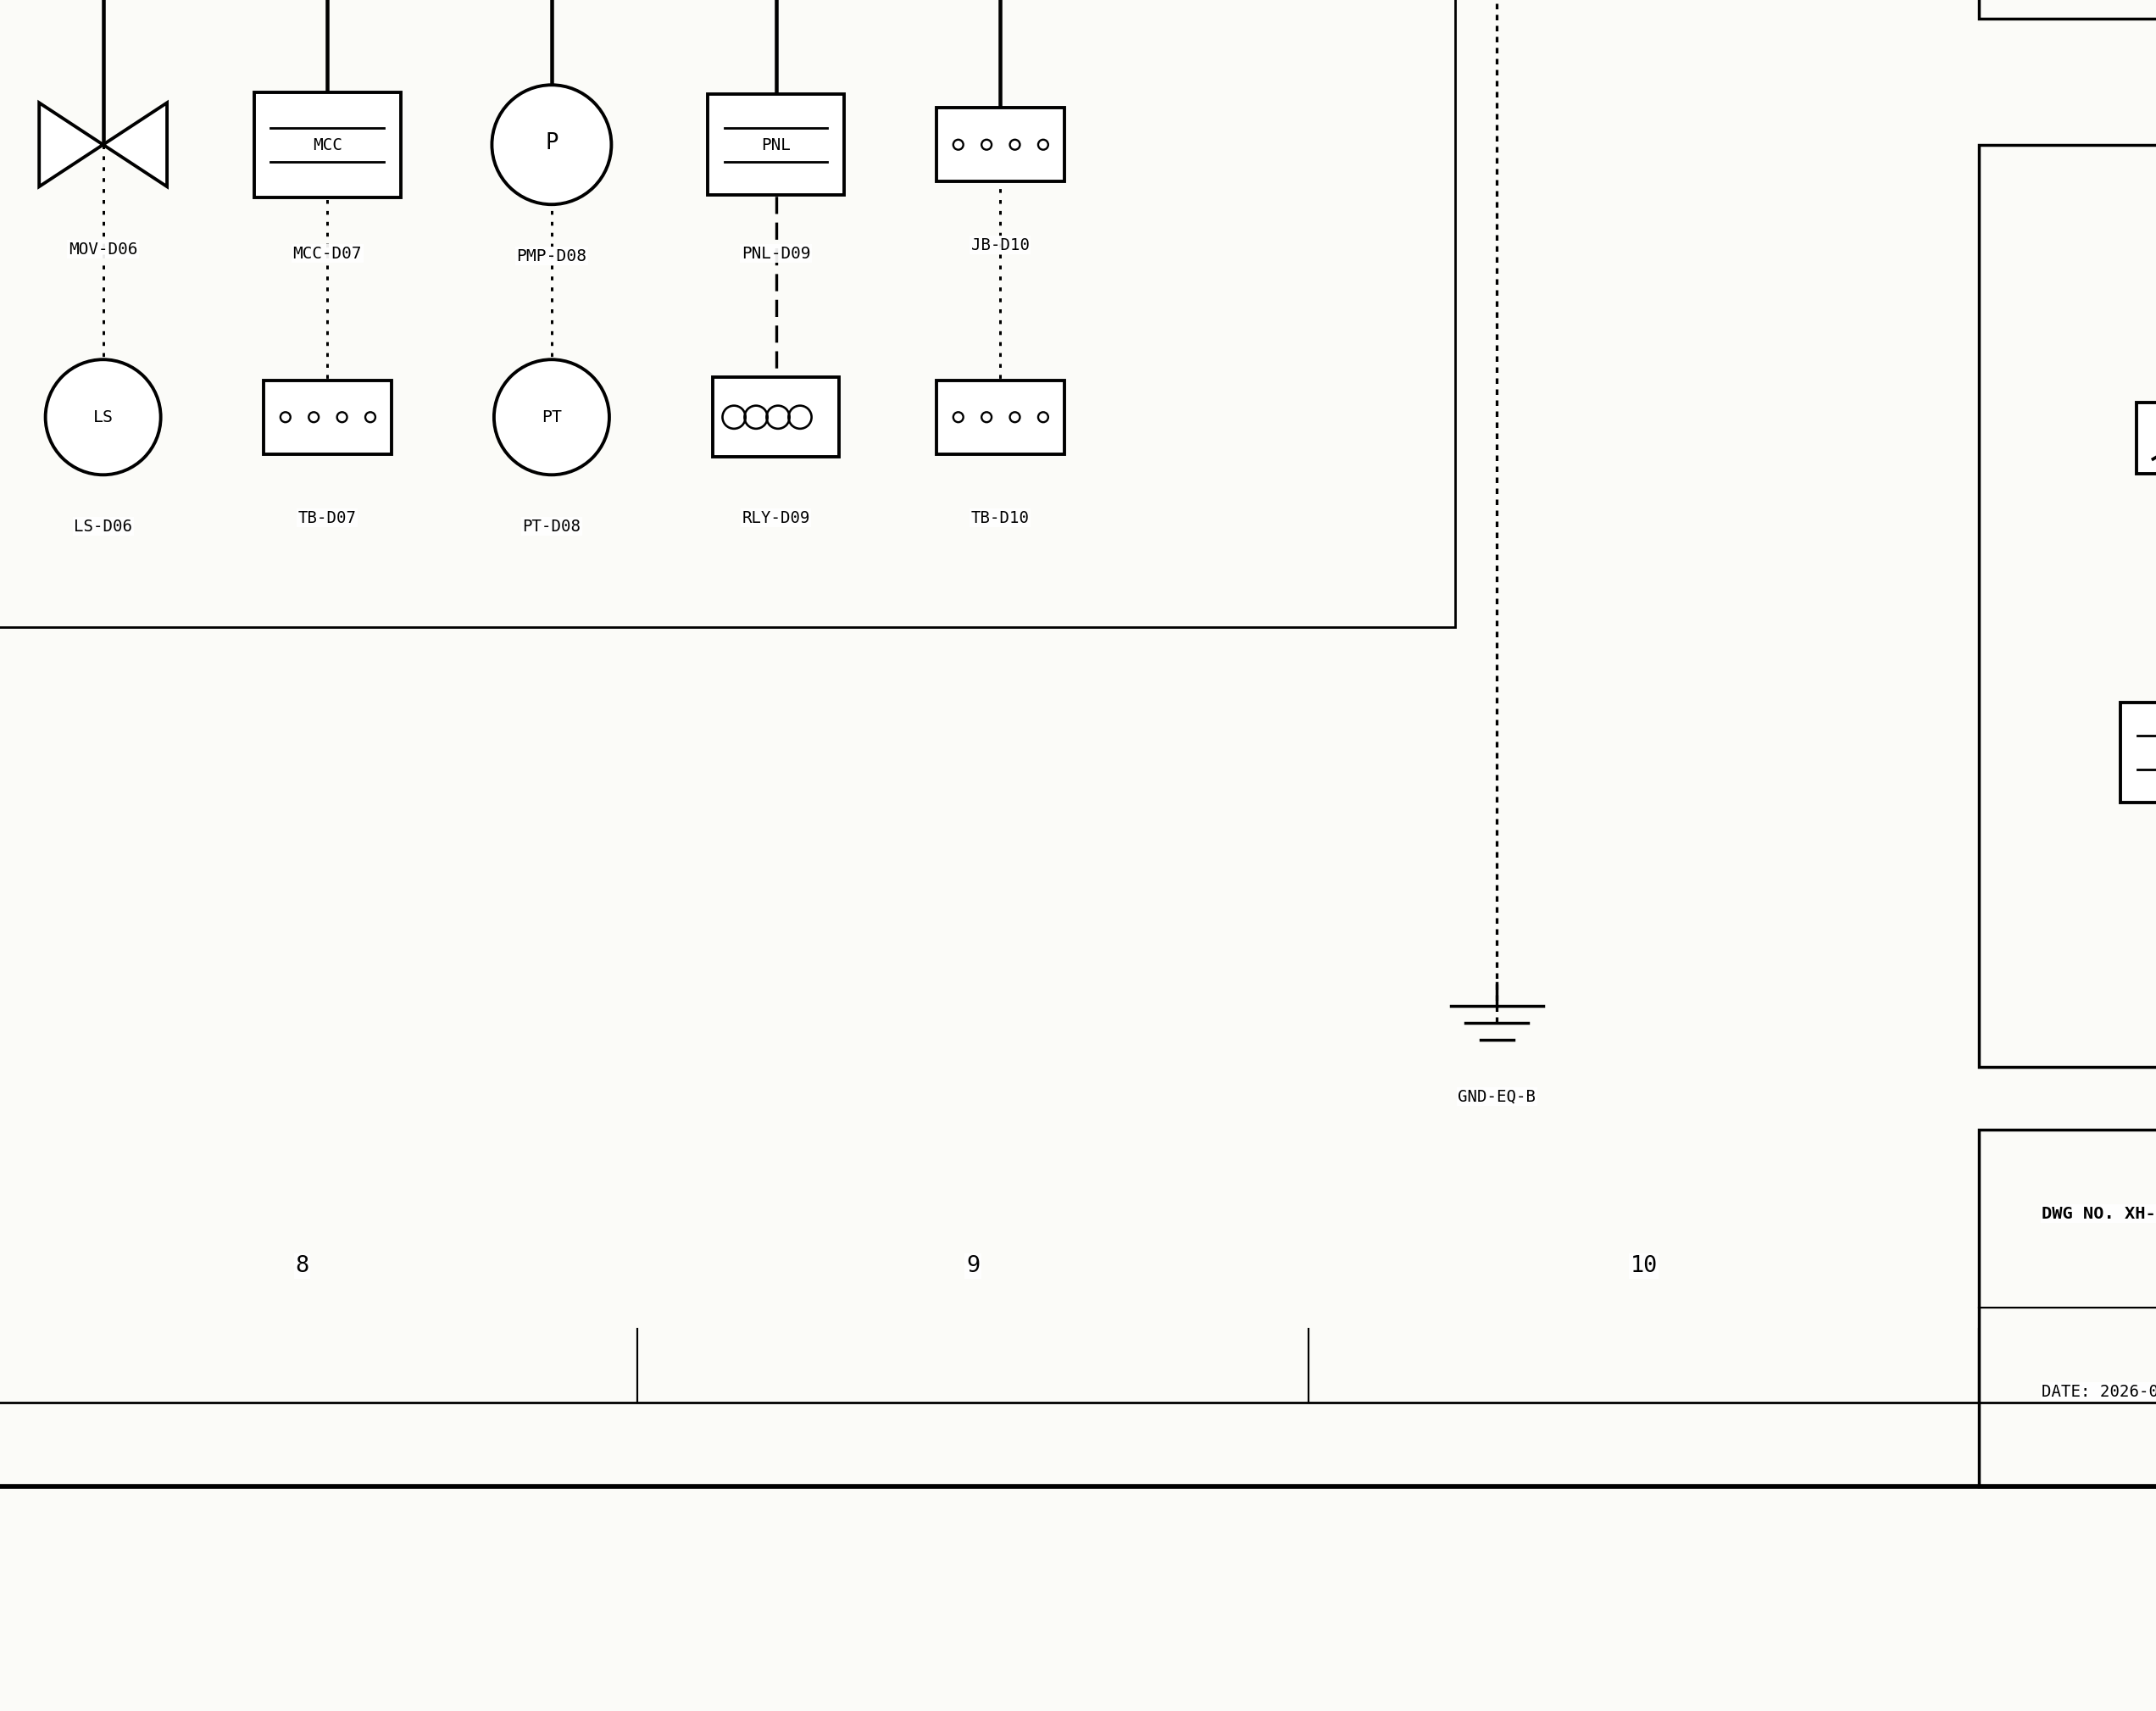 MCC
P
PNL
MOV-D06
MCC-D07
PMP-D08
PNL-D09
JB-D10
LS
PT
LS-D06
TB-D07
PT-D08
RLY-D09
TB-D10
GND-EQ-B
DWG NO. XH-
8
9
10
DATE: 2026-0